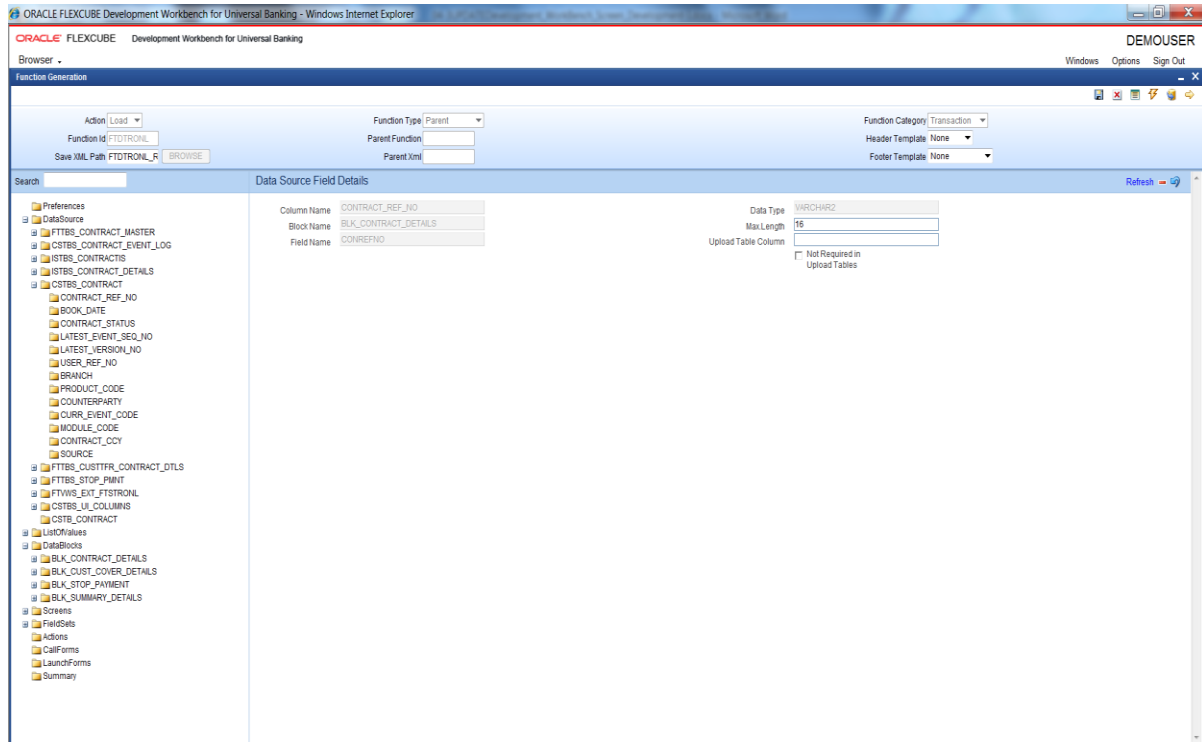 ORACLE FLEXCUBE Development Workbench for Universal Banking - Windows Internet Explorer
ORACLE FLEXCUBE Development Workbench for Universal Banking
DEMOUSER
Browser
Windows Options Sign Out
Function Generation
Action Load
Function Type Parent
Function Category Transaction
Function Id FTDTRONL
Parent Function
Header Template None
Save XML Path FTDTRONL_R BROWSE
Parent Xml
Footer Template None
Search
Data Source Field Details
Refresh
Column Name CONTRACT_REF_NO
Data Type VARCHAR2
Block Name BLK_CONTRACT_DETAILS
Max.Length 16
Field Name CONREFNO
Upload Table Column
Not Required in
Upload Tables
Preferences
DataSource
FTTBS_CONTRACT_MASTER
CSTBS_CONTRACT_EVENT_LOG
ISTBS_CONTRACTIS
ISTBS_CONTRACT_DETAILS
CSTBS_CONTRACT
CONTRACT_REF_NO
BOOK_DATE
CONTRACT_STATUS
LATEST_EVENT_SEQ_NO
LATEST_VERSION_NO
USER_REF_NO
BRANCH
PRODUCT_CODE
COUNTERPARTY
CURR_EVENT_CODE
MODULE_CODE
CONTRACT_CCY
SOURCE
FTTBS_CUSTTFR_CONTRACT_DTLS
FTTBS_STOP_PMNT
FTVWS_EXT_FTSTRONL
CSTBS_UI_COLUMNS
CSTB_CONTRACT
ListOfValues
DataBlocks
BLK_CONTRACT_DETAILS
BLK_CUST_COVER_DETAILS
BLK_STOP_PAYMENT
BLK_SUMMARY_DETAILS
Screens
FieldSets
Actions
CallForms
LaunchForms
Summary